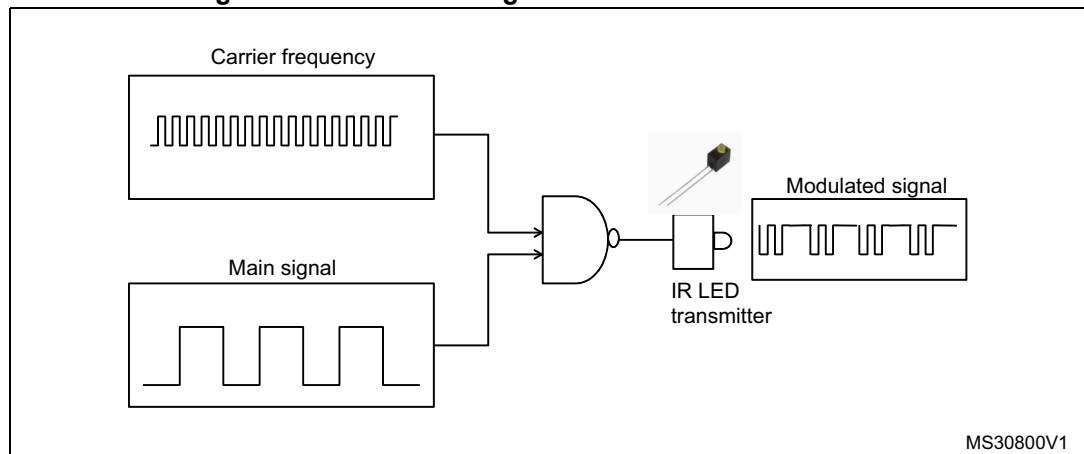 Carrier frequency
Main signal
IR LED
transmitter
Modulated signal
MS30800V1